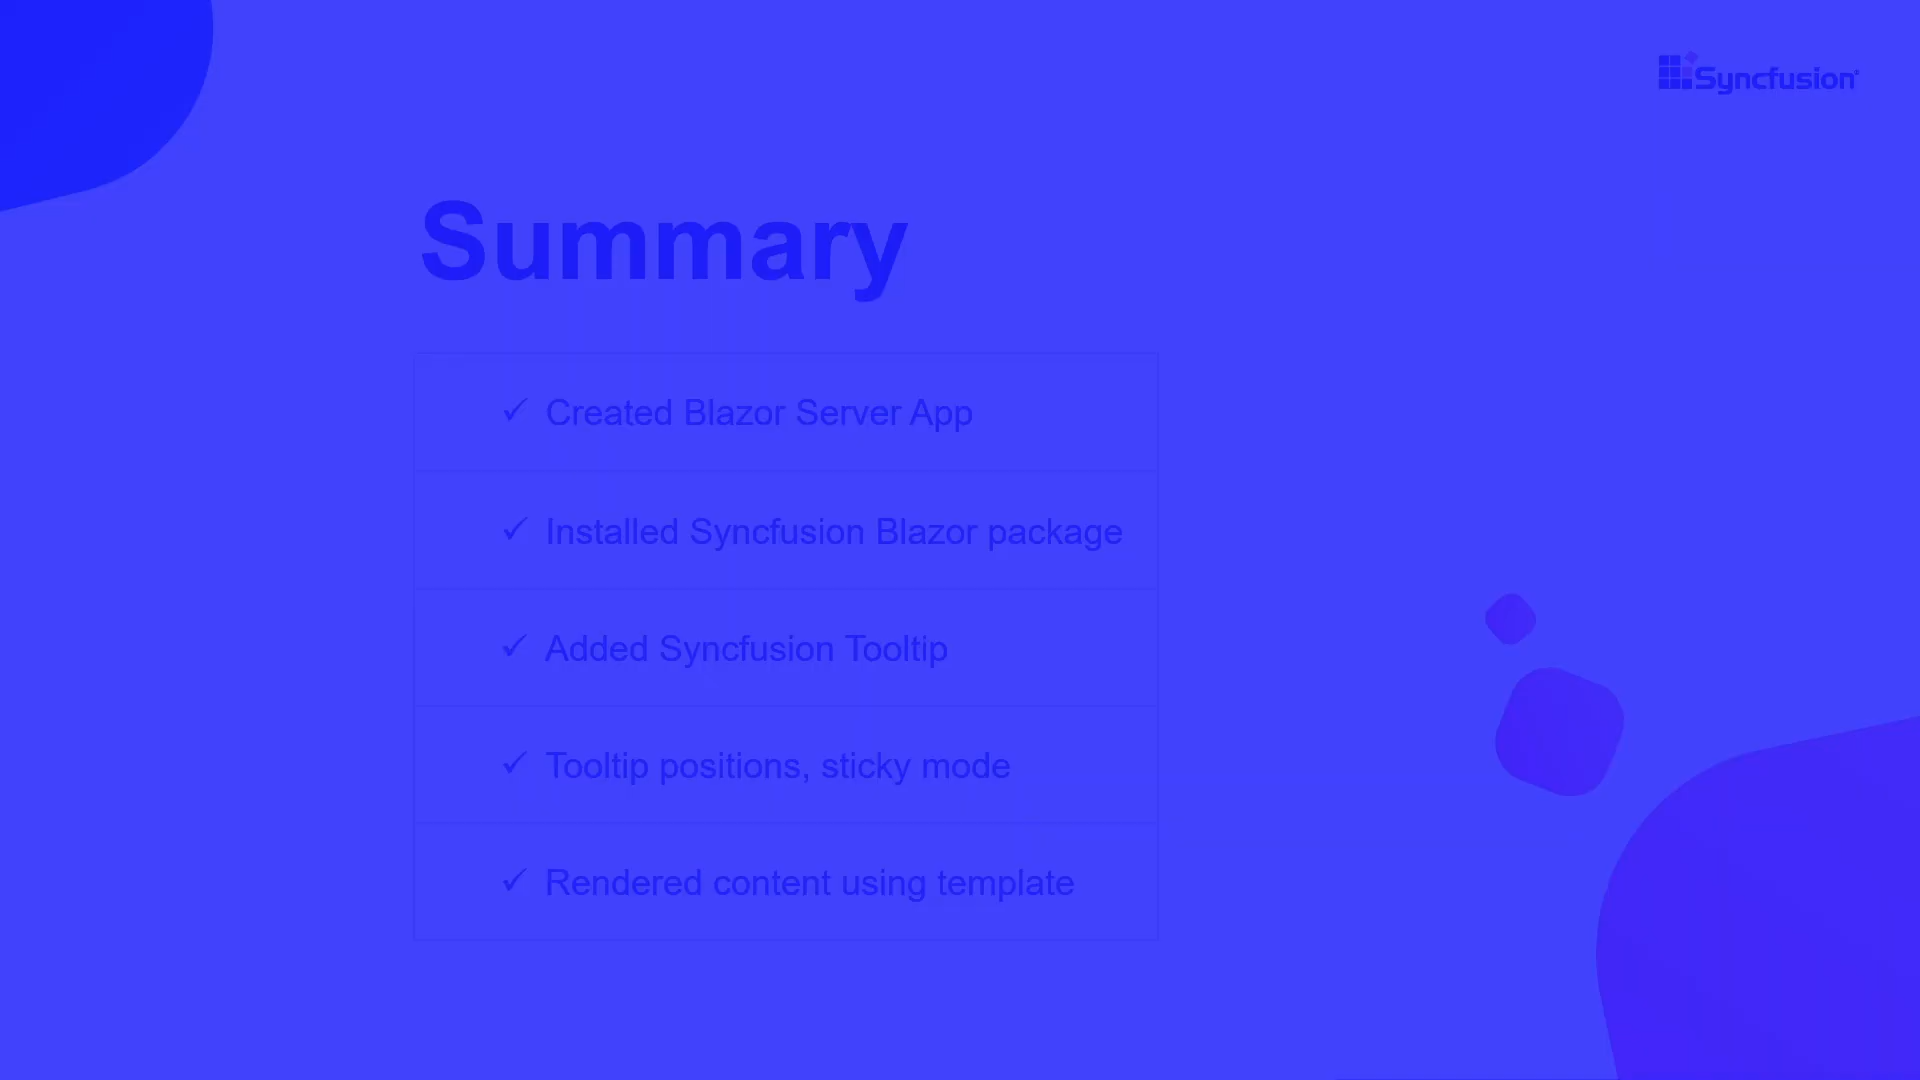 Syncfusion
Summary
✓ Created Blazor Server App
✓ Installed Syncfusion Blazor package
✓ Added Syncfusion Tooltip
✓ Tooltip positions, sticky mode
✓ Rendered content using template